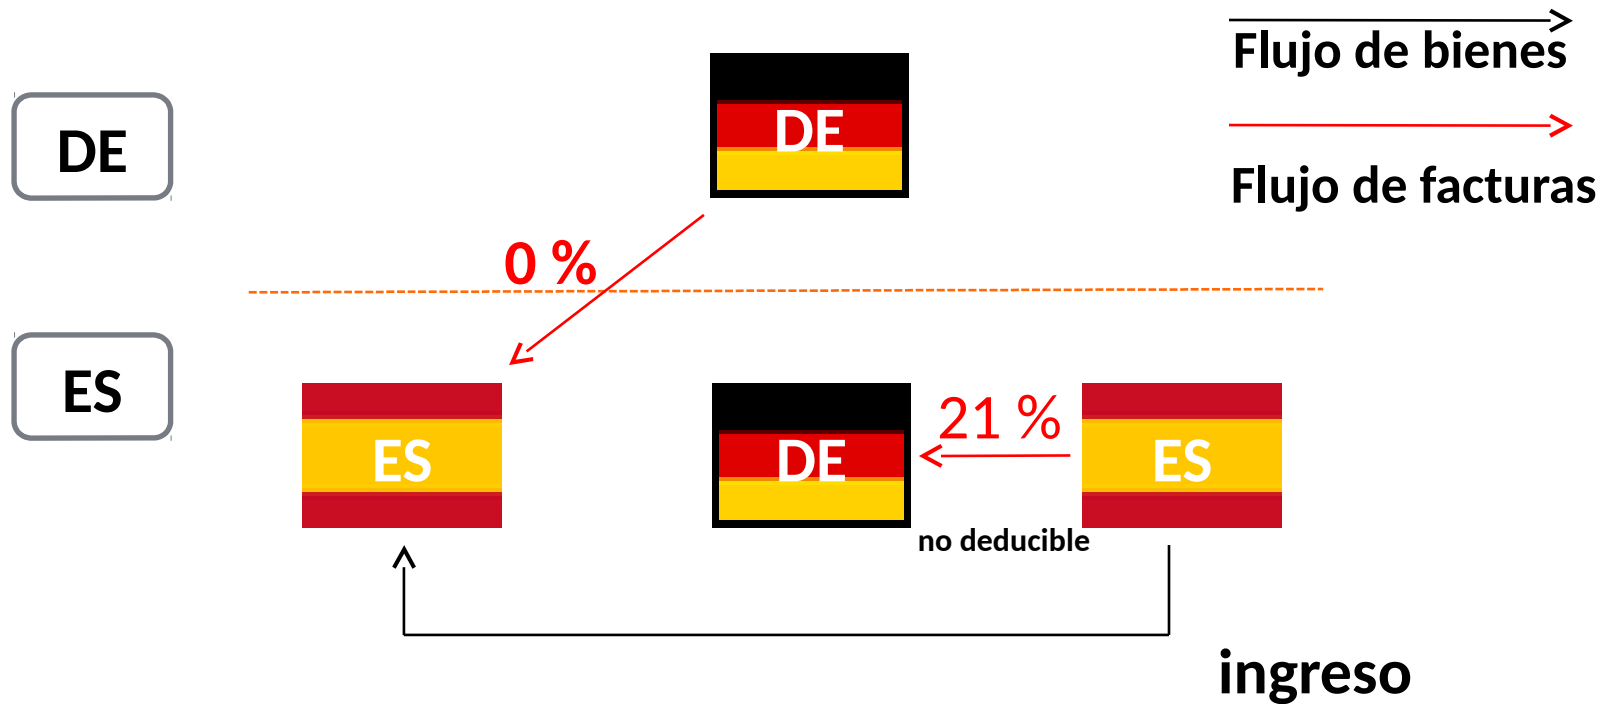 Flujo de bienes
DE
DE
Flujo de facturas
0 %
ES
ES
DE
21 %
ES
no deducible
ingreso